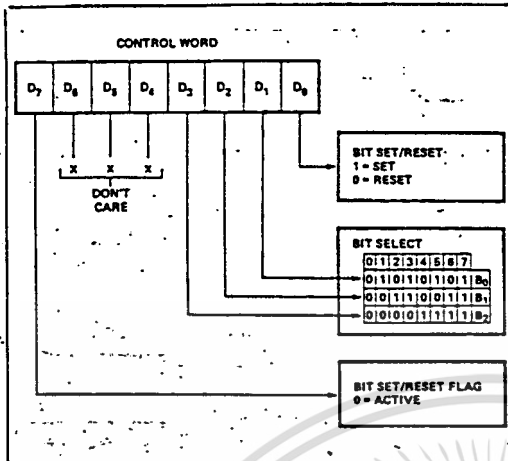 CONTROL WORD
D7 D6 D5 D4 D3 D2 D1 D0
X X X
DON'T
CARE
BIT SET/RESET
1 = SET
0 = RESET
BIT SELECT
0 1 2 3 4 5 6 7
0 1 0 1 0 1 0 1 B0
0 0 1 1 0 0 1 1 B1
0 0 0 0 1 1 1 1 B2
BIT SET/RESET FLAG
0 = ACTIVE